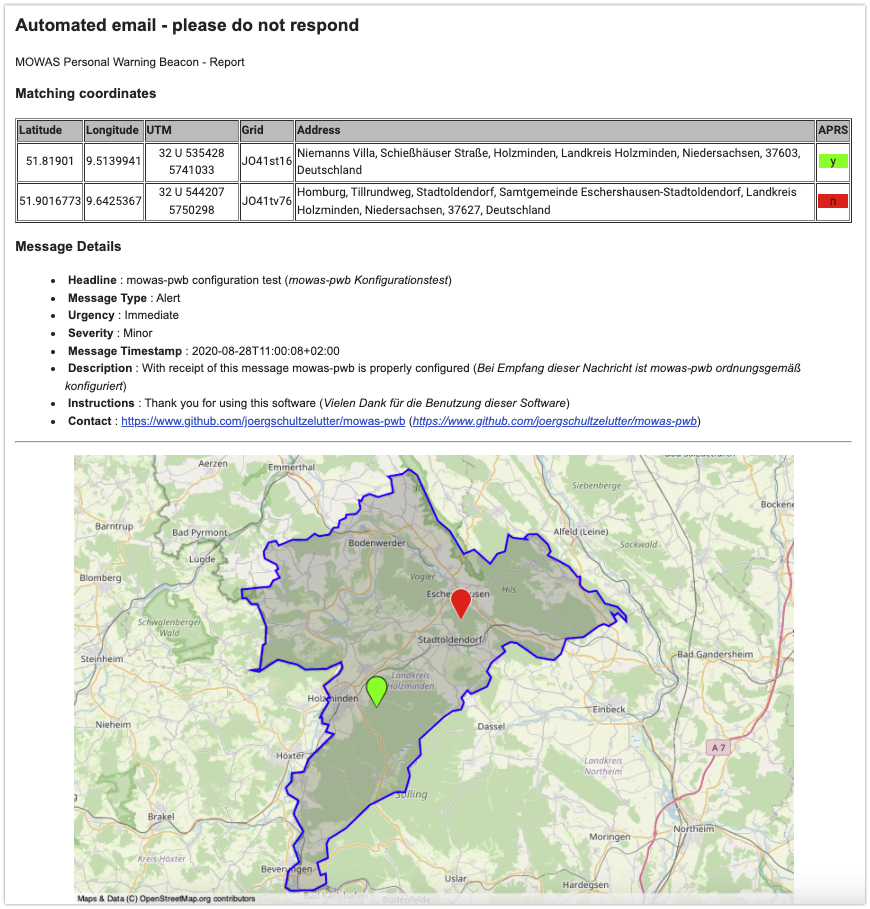 Automated email - please do not respond
MOWAS Personal Warning Beacon - Report
Matching coordinates
Latitude Longitude UTM Grid Address APRS
51.81901 9.5139941 32 U 535428 5741033 JO41st16 Niemanns Villa, Schießhäuser Straße, Holzminden, Landkreis Holzminden, Niedersachsen, 37603, Deutschland y
51.9016773 9.6425367 32 U 544207 5750298 JO41tv76 Homburg, Tillrundweg, Stadtoldendorf, Samtgemeinde Eschershausen-Stadtoldendorf, Landkreis Holzminden, Niedersachsen, 37627, Deutschland n
Message Details
• Headline : mowas-pwb configuration test (mowas-pwb Konfigurationstest)
• Message Type : Alert
• Urgency : Immediate
• Severity : Minor
• Message Timestamp : 2020-08-28T11:00:08+02:00
• Description : With receipt of this message mowas-pwb is properly configured (Bei Empfang dieser Nachricht ist mowas-pwb ordnungsgemäß
konfiguriert)
• Instructions : Thank you for using this software (Vielen Dank für die Benutzung dieser Software)
• Contact : https://www.github.com/joergschultzelutter/mowas-pwb (https://www.github.com/joergschultzelutter/mowas-pwb)
Aerzen
Emmerthal
Siebenberge
Bockene
Barntrup
Bad Pyrmont
Alfeld (Leine)
Bodenwerder
Sackwald
Lügde
Blomberg
Vogler
Hils
Schwalenberger
Wald
Stadtoldendorf
Steinheim
Bad Gandersheim
Landkreis
Holzminden
Holzminden
Nieheim
Einbeck
Dassel
A 7
Höxter
Landkreis
Northeim
Solling
Brakel
Northeim
Moringen
Kreis Höxter
Beverungen
Uslar
Hardegsen
Bad Karlshafen
Bodenfelde
Maps & Data (C) OpenStreetMap.org contributors